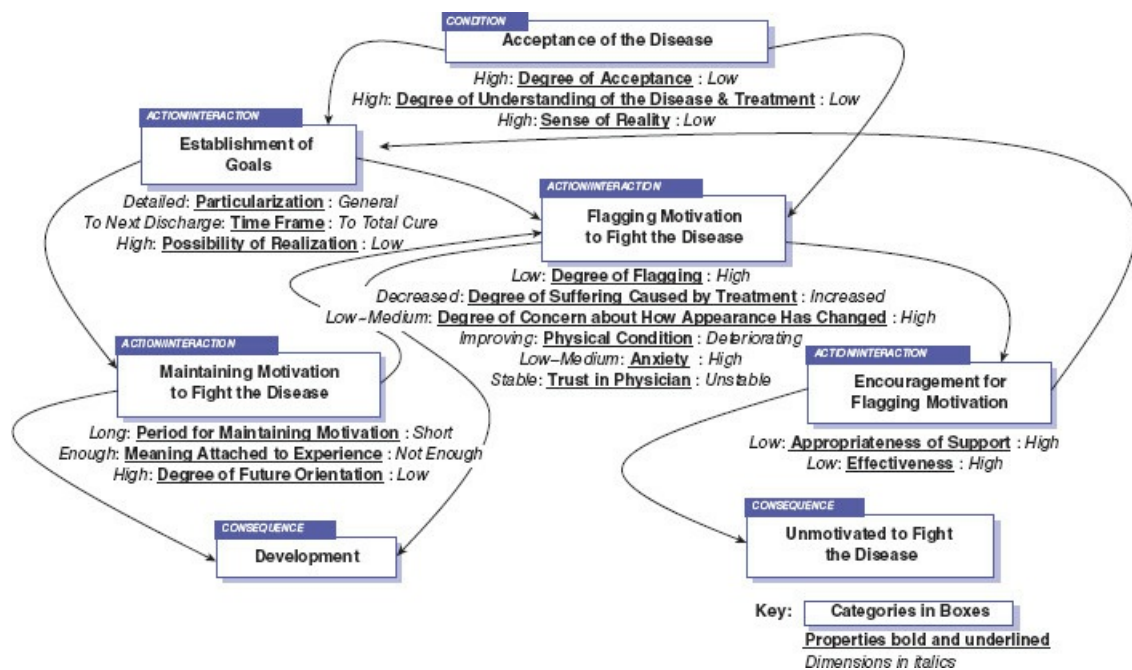 CONDITION
Acceptance of the Disease
High: Degree of Acceptance : Low
High: Degree of Understanding of the Disease & Treatment : Low
High: Sense of Reality : Low
ACTION/INTERACTION
Establishment of
Goals
Detailed: Particularization : General
To Next Discharge: Time Frame : To Total Cure
High: Possibility of Realization : Low
ACTION/INTERACTION
Flagging Motivation
to Fight the Disease
Low: Degree of Flagging : High
Decreased: Degree of Suffering Caused by Treatment : Increased
Low–Medium: Degree of Concern about How Appearance Has Changed : High
Improving: Physical Condition : Deteriorating
Low–Medium: Anxiety : High
Stable: Trust in Physician : Unstable
ACTION/INTERACTION
Maintaining Motivation
to Fight the Disease
Long: Period for Maintaining Motivation : Short
Enough: Meaning Attached to Experience : Not Enough
High: Degree of Future Orientation : Low
ACTION/INTERACTION
Encouragement for
Flagging Motivation
Low: Appropriateness of Support : High
Low: Effectiveness : High
CONSEQUENCE
Development
CONSEQUENCE
Unmotivated to Fight
the Disease
Key: Categories in Boxes
Properties bold and underlined
Dimensions in italics